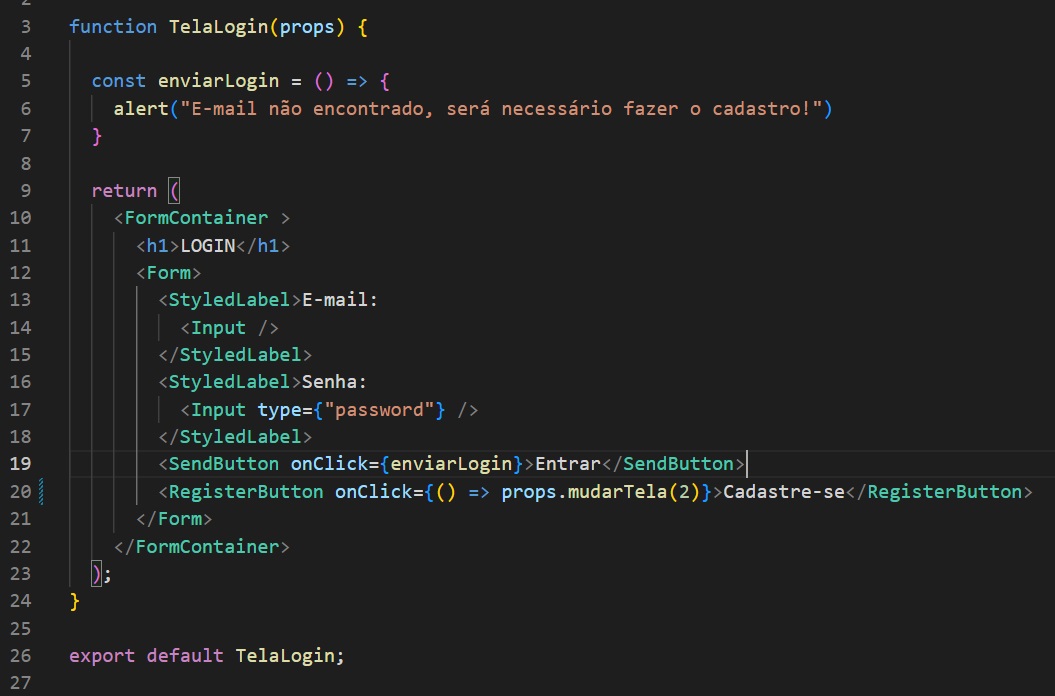 2
3 function TelaLogin(props) {
4
5 const enviarLogin = () => {
6 alert("E-mail não encontrado, será necessário fazer o cadastro!")
7 }
8
9 return (
10 <FormContainer >
11 <h1>LOGIN</h1>
12 <Form>
13 <StyledLabel>E-mail:
14 <Input />
15 </StyledLabel>
16 <StyledLabel>Senha:
17 <Input type={"password"} />
18 </StyledLabel>
19 <SendButton onClick={enviarLogin}>Entrar</SendButton>
20 <RegisterButton onClick={() => props.mudarTela(2)}>Cadastre-se</RegisterButton>
21 </Form>
22 </FormContainer>
23 );
24 }
25
26 export default TelaLogin;
27